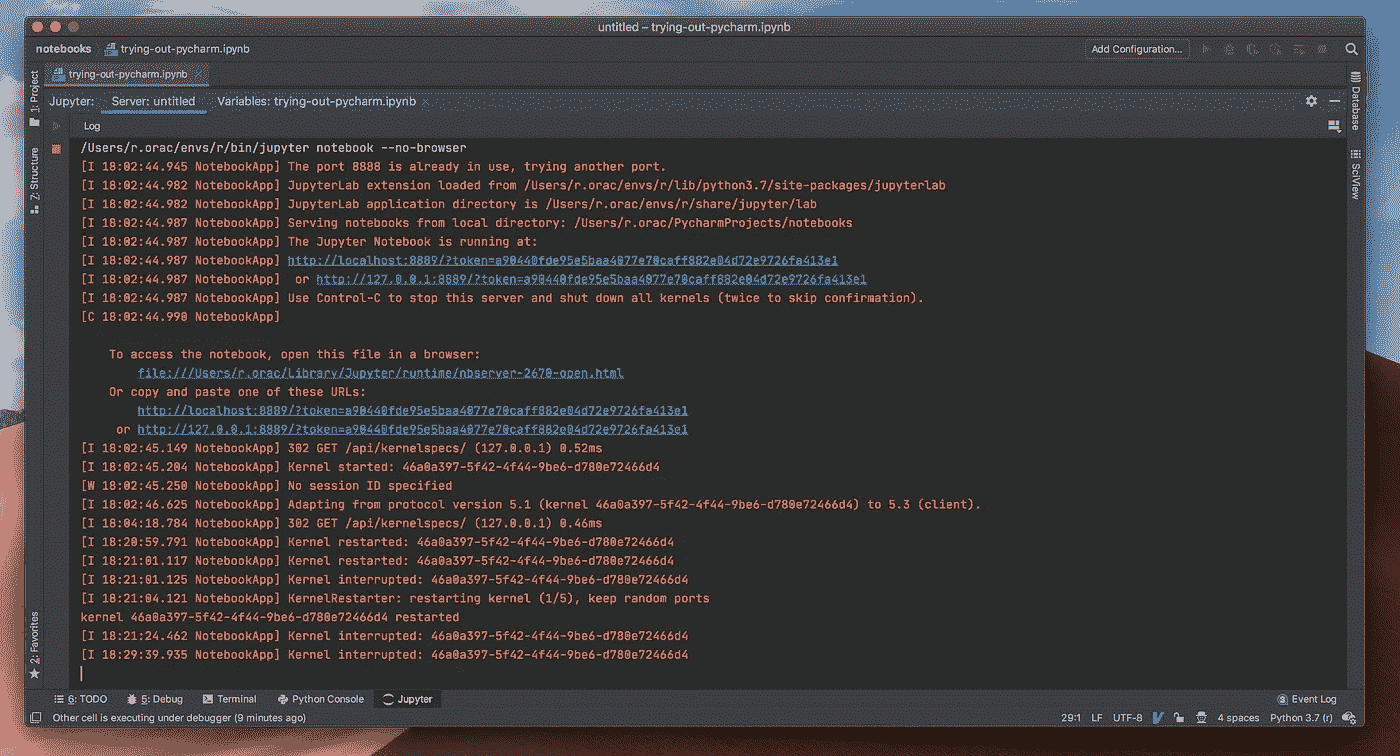 untitled – trying-out-pycharm.ipynb
notebooks trying-out-pycharm.ipynb Add Configuration...
trying-out-pycharm.ipynb
Jupyter: Server: untitled Variables: trying-out-pycharm.ipynb
Log
1: Project
Z: Structure
2: Favorites
Database
SciView
/Users/r.orac/envs/r/bin/jupyter notebook --no-browser
[I 18:02:44.945 NotebookApp] The port 8888 is already in use, trying another port.
[I 18:02:44.982 NotebookApp] JupyterLab extension loaded from /Users/r.orac/envs/r/lib/python3.7/site-packages/jupyterlab
[I 18:02:44.982 NotebookApp] JupyterLab application directory is /Users/r.orac/envs/r/share/jupyter/lab
[I 18:02:44.987 NotebookApp] Serving notebooks from local directory: /Users/r.orac/PycharmProjects/notebooks
[I 18:02:44.987 NotebookApp] The Jupyter Notebook is running at:
[I 18:02:44.987 NotebookApp] http://localhost:8889/?token=a90440fde95e5baa4077e70caff882e04d72e9726fa413e1
[I 18:02:44.987 NotebookApp]  or http://127.0.0.1:8889/?token=a90440fde95e5baa4077e70caff882e04d72e9726fa413e1
[I 18:02:44.987 NotebookApp] Use Control-C to stop this server and shut down all kernels (twice to skip confirmation).
[C 18:02:44.990 NotebookApp]
To access the notebook, open this file in a browser:
file:///Users/r.orac/Library/Jupyter/runtime/nbserver-2670-open.html
Or copy and paste one of these URLs:
http://localhost:8889/?token=a90440fde95e5baa4077e70caff882e04d72e9726fa413e1
or http://127.0.0.1:8889/?token=a90440fde95e5baa4077e70caff882e04d72e9726fa413e1
[I 18:02:45.149 NotebookApp] 302 GET /api/kernelspecs/ (127.0.0.1) 0.52ms
[I 18:02:45.204 NotebookApp] Kernel started: 46a0a397-5f42-4f44-9be6-d780e72466d4
[W 18:02:45.250 NotebookApp] No session ID specified
[I 18:02:46.625 NotebookApp] Adapting from protocol version 5.1 (kernel 46a0a397-5f42-4f44-9be6-d780e72466d4) to 5.3 (client).
[I 18:04:18.784 NotebookApp] 302 GET /api/kernelspecs/ (127.0.0.1) 0.46ms
[I 18:20:59.791 NotebookApp] Kernel restarted: 46a0a397-5f42-4f44-9be6-d780e72466d4
[I 18:21:01.117 NotebookApp] Kernel restarted: 46a0a397-5f42-4f44-9be6-d780e72466d4
[I 18:21:01.125 NotebookApp] Kernel interrupted: 46a0a397-5f42-4f44-9be6-d780e72466d4
[I 18:21:04.121 NotebookApp] KernelRestarter: restarting kernel (1/5), keep random ports
kernel 46a0a397-5f42-4f44-9be6-d780e72466d4 restarted
[I 18:21:24.462 NotebookApp] Kernel interrupted: 46a0a397-5f42-4f44-9be6-d780e72466d4
[I 18:29:39.935 NotebookApp] Kernel interrupted: 46a0a397-5f42-4f44-9be6-d780e72466d4
6: TODO 5: Debug Terminal Python Console Jupyter 3 Event Log
Other cell is executing under debugger (9 minutes ago) 29:1 LF UTF-8 4 spaces Python 3.7 (r)